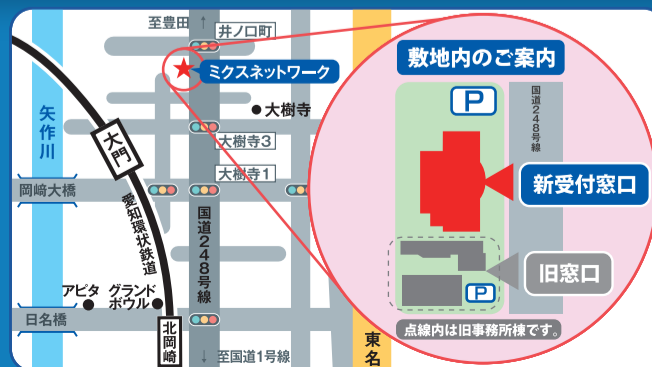 至豊田 ↑
井ノ口町
ミクスネットワーク
大樹寺
大樹寺3
大樹寺1
矢作川
大門
岡崎大橋
愛知環状鉄道
国道248号線
アピタ
グランド
ボウル
日名橋
北岡崎
↓ 至国道1号線
東名
敷地内のご案内
P
国道248号線
新受付窓口
旧窓口
P
点線内は旧事務所棟です。